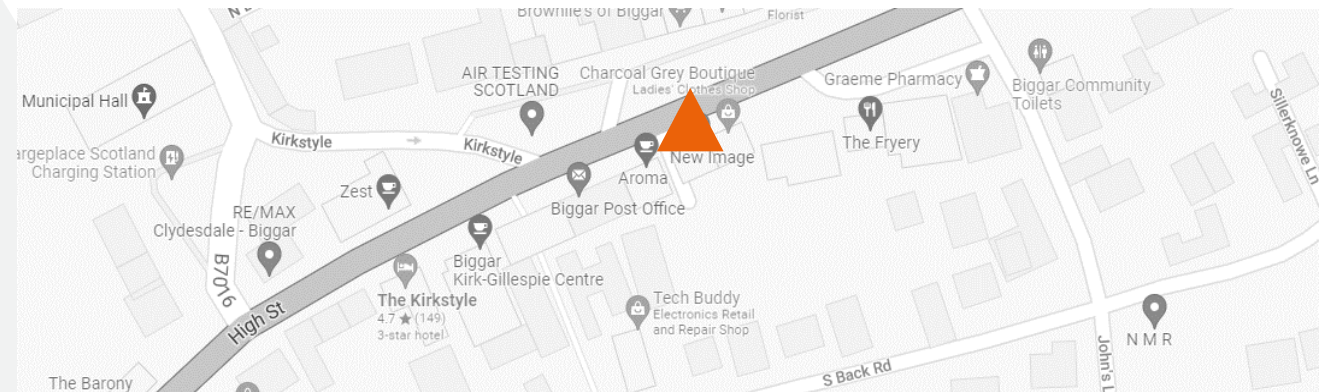 Brownlie's of Biggar
Florist
AIR TESTING
SCOTLAND
Charcoal Grey Boutique
Ladies' Clothes Shop
Graeme Pharmacy
Biggar Community
Toilets
Municipal Hall
Kirkstyle
Kirkstyle
The Fryery
Sillerknowe Ln
argeplace Scotland
Charging Station
New Image
Aroma
Zest
Biggar Post Office
RE/MAX
Clydesdale - Biggar
B7016
Biggar
Kirk-Gillespie Centre
The Kirkstyle
4.7 ★ (149)
3-star hotel
Tech Buddy
Electronics Retail
and Repair Shop
High St
N M R
John's L
S Back Rd
The Barony